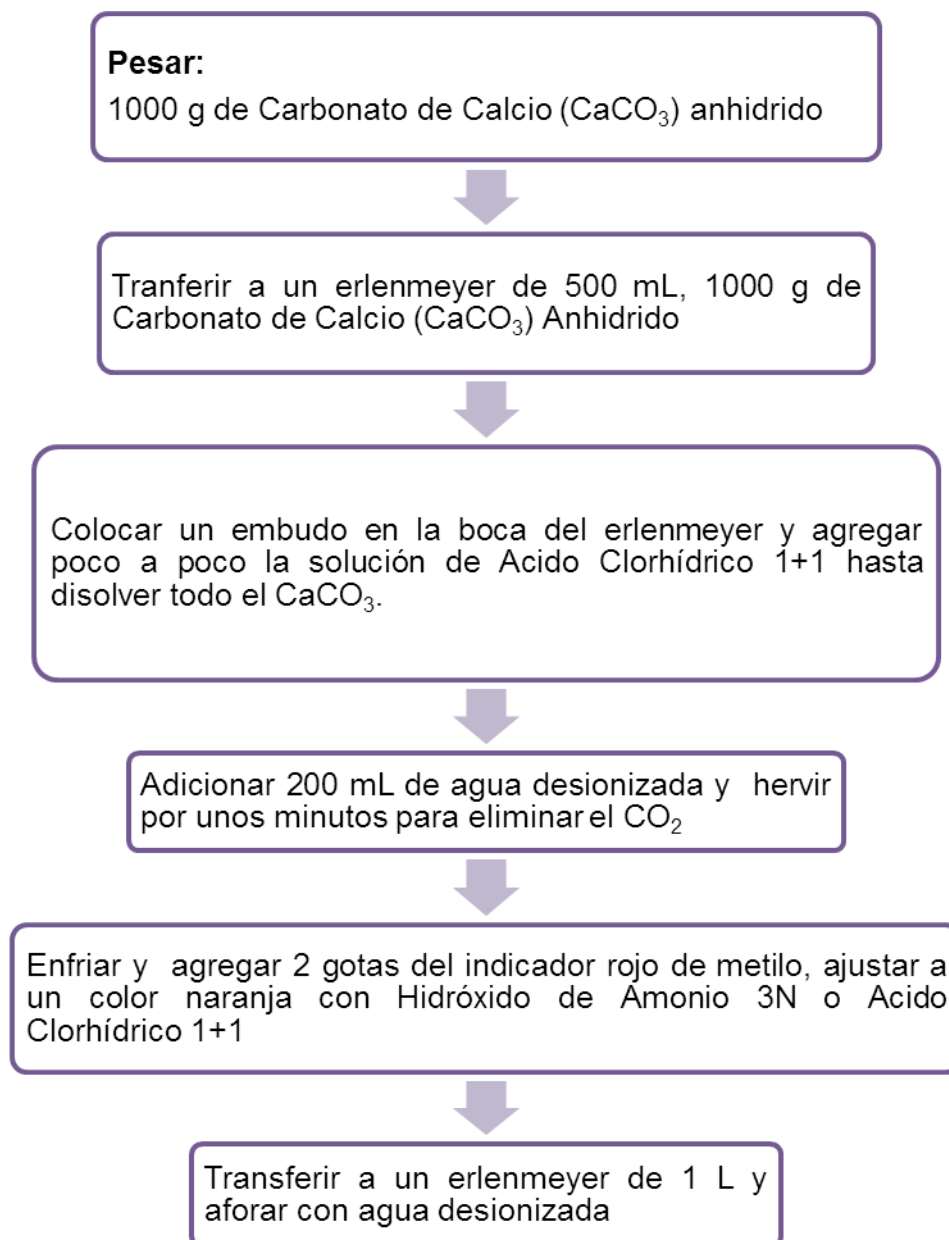 Pesar:
1000 g de Carbonato de Calcio (CaCO₃) anhidrido
Tranferir a un erlenmeyer de 500 mL, 1000 g de
Carbonato de Calcio (CaCO₃) Anhidrido
Colocar un embudo en la boca del erlenmeyer y agregar
poco a poco la solución de Acido Clorhídrico 1+1 hasta
disolver todo el CaCO₃.
Adicionar 200 mL de agua desionizada y hervir
por unos minutos para eliminar el CO₂
Enfriar y agregar 2 gotas del indicador rojo de metilo, ajustar a
un color naranja con Hidróxido de Amonio 3N o Acido
Clorhídrico 1+1
Transferir a un erlenmeyer de 1 L y
aforar con agua desionizada